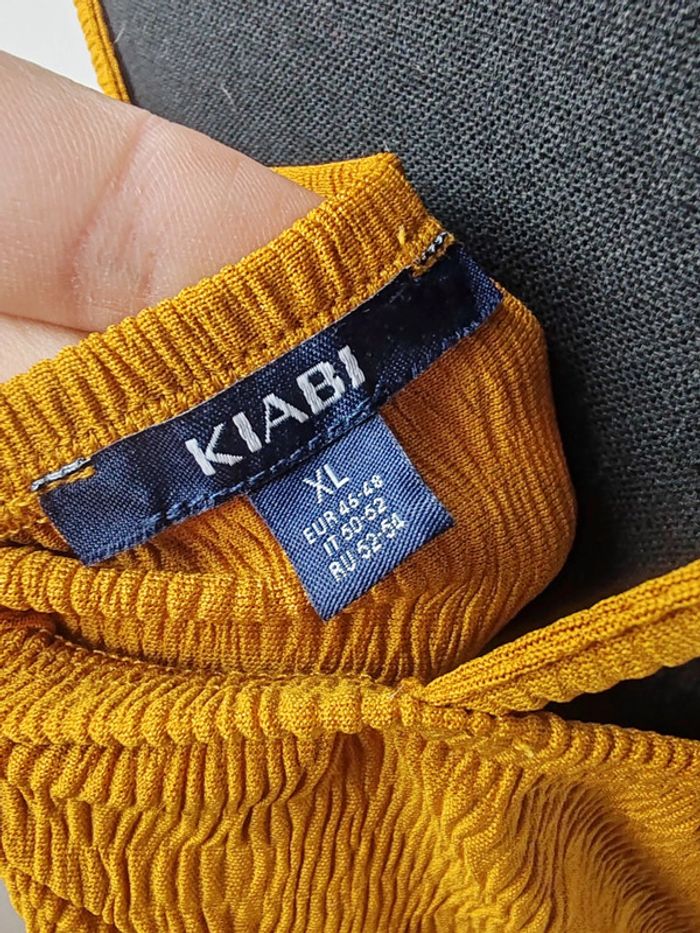 KIABI
XL
EUR 46-48
IT 50-52
RU 52-54